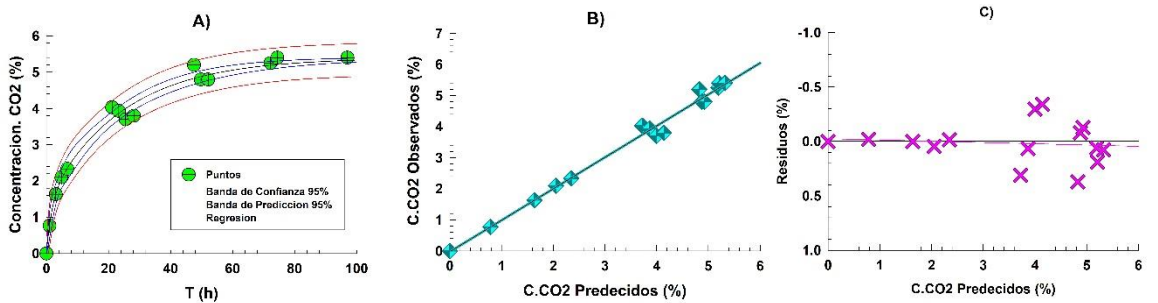 A)
Concentracion. CO2 (%)
6
5
4
3
2
1
0
Puntos
Banda de Confianza 95%
Banda de Prediccion 95%
Regresion
0 20 40 60 80 100
T (h)
B)
C.CO2 Observados (%)
7
6
5
4
3
2
1
0
0 1 2 3 4 5 6
C.CO2 Predecidos (%)
C)
Residuos (%)
-1.0
0.5
0.0
0.5
1.0
0 1 2 3 4 5 6
C.CO2 Predecidos (%)